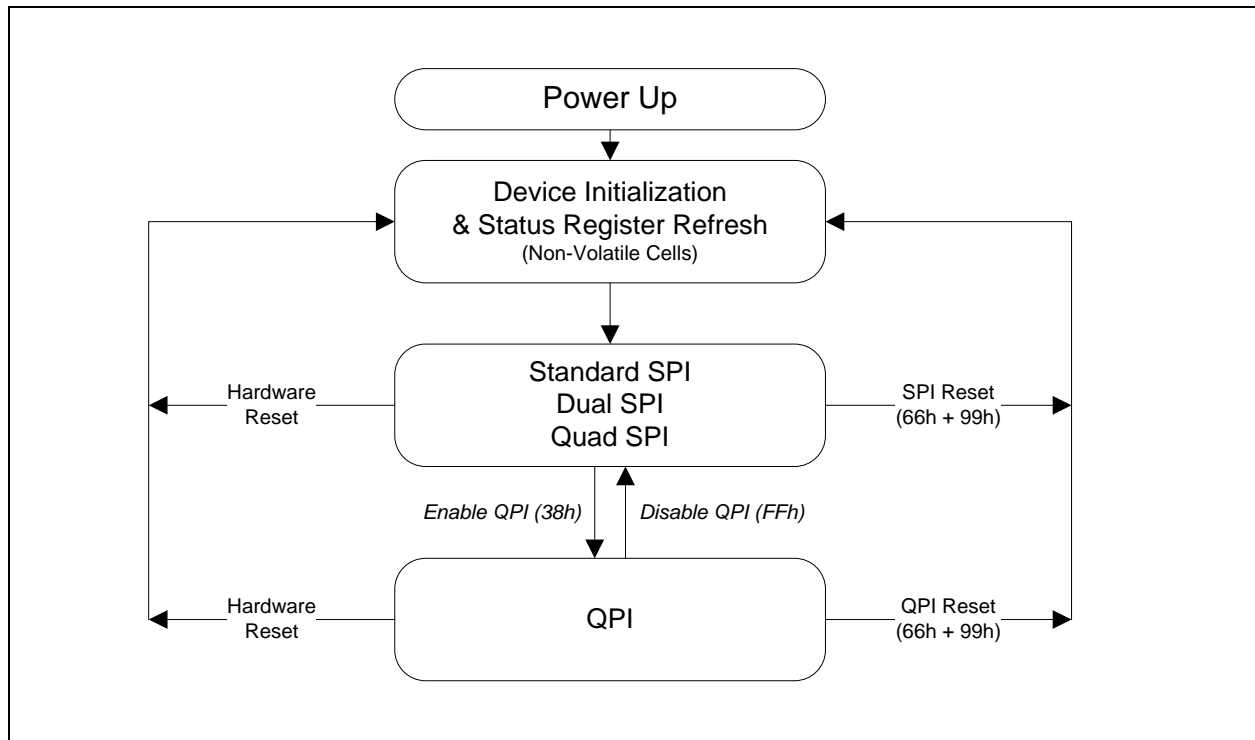 Power Up
Device Initialization
& Status Register Refresh
(Non-Volatile Cells)
Standard SPI
Dual SPI
Quad SPI
Hardware
Reset
SPI Reset
(66h + 99h)
Enable QPI (38h)
Disable QPI (FFh)
Hardware
Reset
QPI
QPI Reset
(66h + 99h)